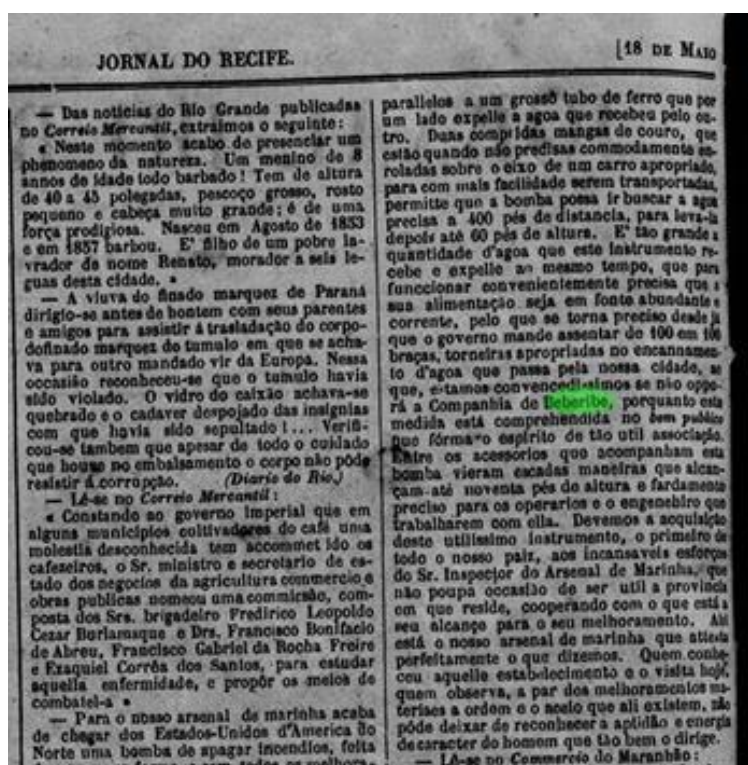 JORNAL DO RECIFE.
[18 DE MAIO
— Das noticias do Rio Grande publicadas
no Correio Mercantil, extraimos o seguinte:
« Neste momento acabo de presenciar um
phenomeno da natureza. Um menino de 8
annos de idade todo barbado! Tem de altura
de 40 a 45 polegadas, pescoço grosso, rosto
pequeno e cabeça muito grande; é de uma
força prodigiosa. Nasceu em Agosto de 1853
e em 1857 barbou. E' filho de um pobre la-
vrador de nome Renato, morador a seis le-
guas desta cidade. »
— A viuva do finado marquez de Paraná
dirigio-se antes de hontem com seus parentes
e amigos para assistir á trasladação do corpo
dofinado marquez do tumulo em que se acha-
va para outro mandado vir da Europa. Nessa
occasião reconheceu-se que o tumulo havia
sido violado. O vidro do caixão achava-se
quebrado e o cadaver despojado das insignias
com que havia sido sepultado!... Verifi-
cou-se tambem que apesar de todo o cuidado
que house no embalsamento o corpo não pôde
resistir á corropção. (Diario do Rio.)
— Lê-se no Correio Mercantil:
« Constando ao governo imperial que em
alguns municipios coltivadores do café uma
molestia desconhecida tem accommet ido os
cafezeiros, o Sr. ministro e secretario de es-
tado dos negocios da agricultura commercio e
obras publicas nomeou uma commissão, com-
posta dos Srs. brigadeiro Fredirico Leopoldo
Cezar Burlamaque e Drs. Francisco Bonifacio
de Abreu, Francisco Gabriel da Rocha Freire
e Ezaquiel Corrêa dos Santos, para estudar
aquella enfermidade, e propôr os meios de
combatel-a »
— Para o nosso arsenal de marinha acaba
de chegar dos Estados-Unidos d'America do
Norte uma bomba de apagar incendios, feita
parallelos a um grosso tubo de ferro que por
um lado expelle a agoa que recebeu pelo ou-
tro. Duas compridas mangas de couro, que
estão quando não predisas commodamente en-
roladas sobre o eixo de um carro apropriado,
para com mais facilidade serem transportadas,
permitte que a bomba possa ir buscar a agoa
precisa a 400 pés de distancia, para leva-la
depois até 60 pés de altura. E' tão grande a
quantidade d'agoa que este instrumento re-
cebe e expelle ao mesmo tempo, que para
funccionar convenientemente precisa que a
sua alimentação seja em fonte abundante e
corrente, pelo que se torna preciso desde já
que o governo mande assentar de 100 em 100
braças, torneiras apropriadas no encannamen-
to d'agoa que passa pela nossa cidade, ao
que, estamos convencedi-simos se não oppo-
rá a Companhia de Beberibe, porquanto esta
medida está comprehendida no bem publico
que fórma o espirito de tão util associação.
Entre os acessorios que acompanham esta
bomba vieram escadas maneiras que alcan-
çam até noventa pés de altura e fardamento
preciso para os operarios e o engenebiro que
trabalharem com ella. Devemos a acquisição
deste utilissimo instrumento, o primeiro de
todo o nosso paiz, aos incansaveis esforços
do Sr. Inspector do Arsenal de Marinha, que
não poupa occasião de ser util a provincia
em que reside, cooperando com o que está a
seu alcanço para o seu melhoramento. Ahi
está o nosso arsenal de marinha que attesta
perfeitamente o que dizemos. Quem conhe-
ceu aquelle estabelecimento e o visita hoje,
quem observa, a par dos melhoramentos ma-
teriaes a ordem e o aceio que ali existem, não
póde deixar de reconhecer a aptidão e energia
de caracter do homem que tão bem o dirige.
— Lê-se no Commercio do Maranhão: